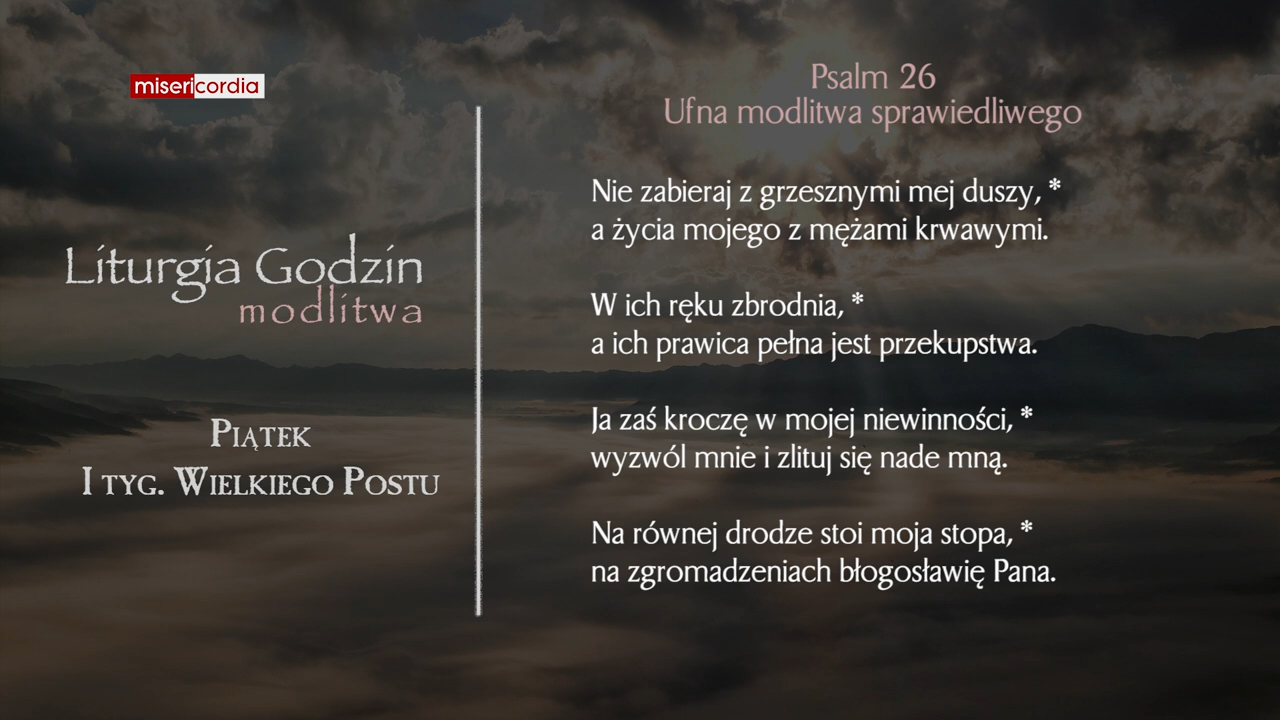 misericordia
Liturgia Godzin
modlitwa
Piątek
I tyg. Wielkiego Postu
Psalm 26
Ufna modlitwa sprawiedliwego
Nie zabieraj z grzesznymi mej duszy, *
a życia mojego z mężami krwawymi.
W ich ręku zbrodnia, *
a ich prawica pełna jest przekupstwa.
Ja zaś kroczę w mojej niewinności, *
wyzwól mnie i zlituj się nade mną.
Na równej drodze stoi moja stopa, *
na zgromadzeniach błogosławię Pana.